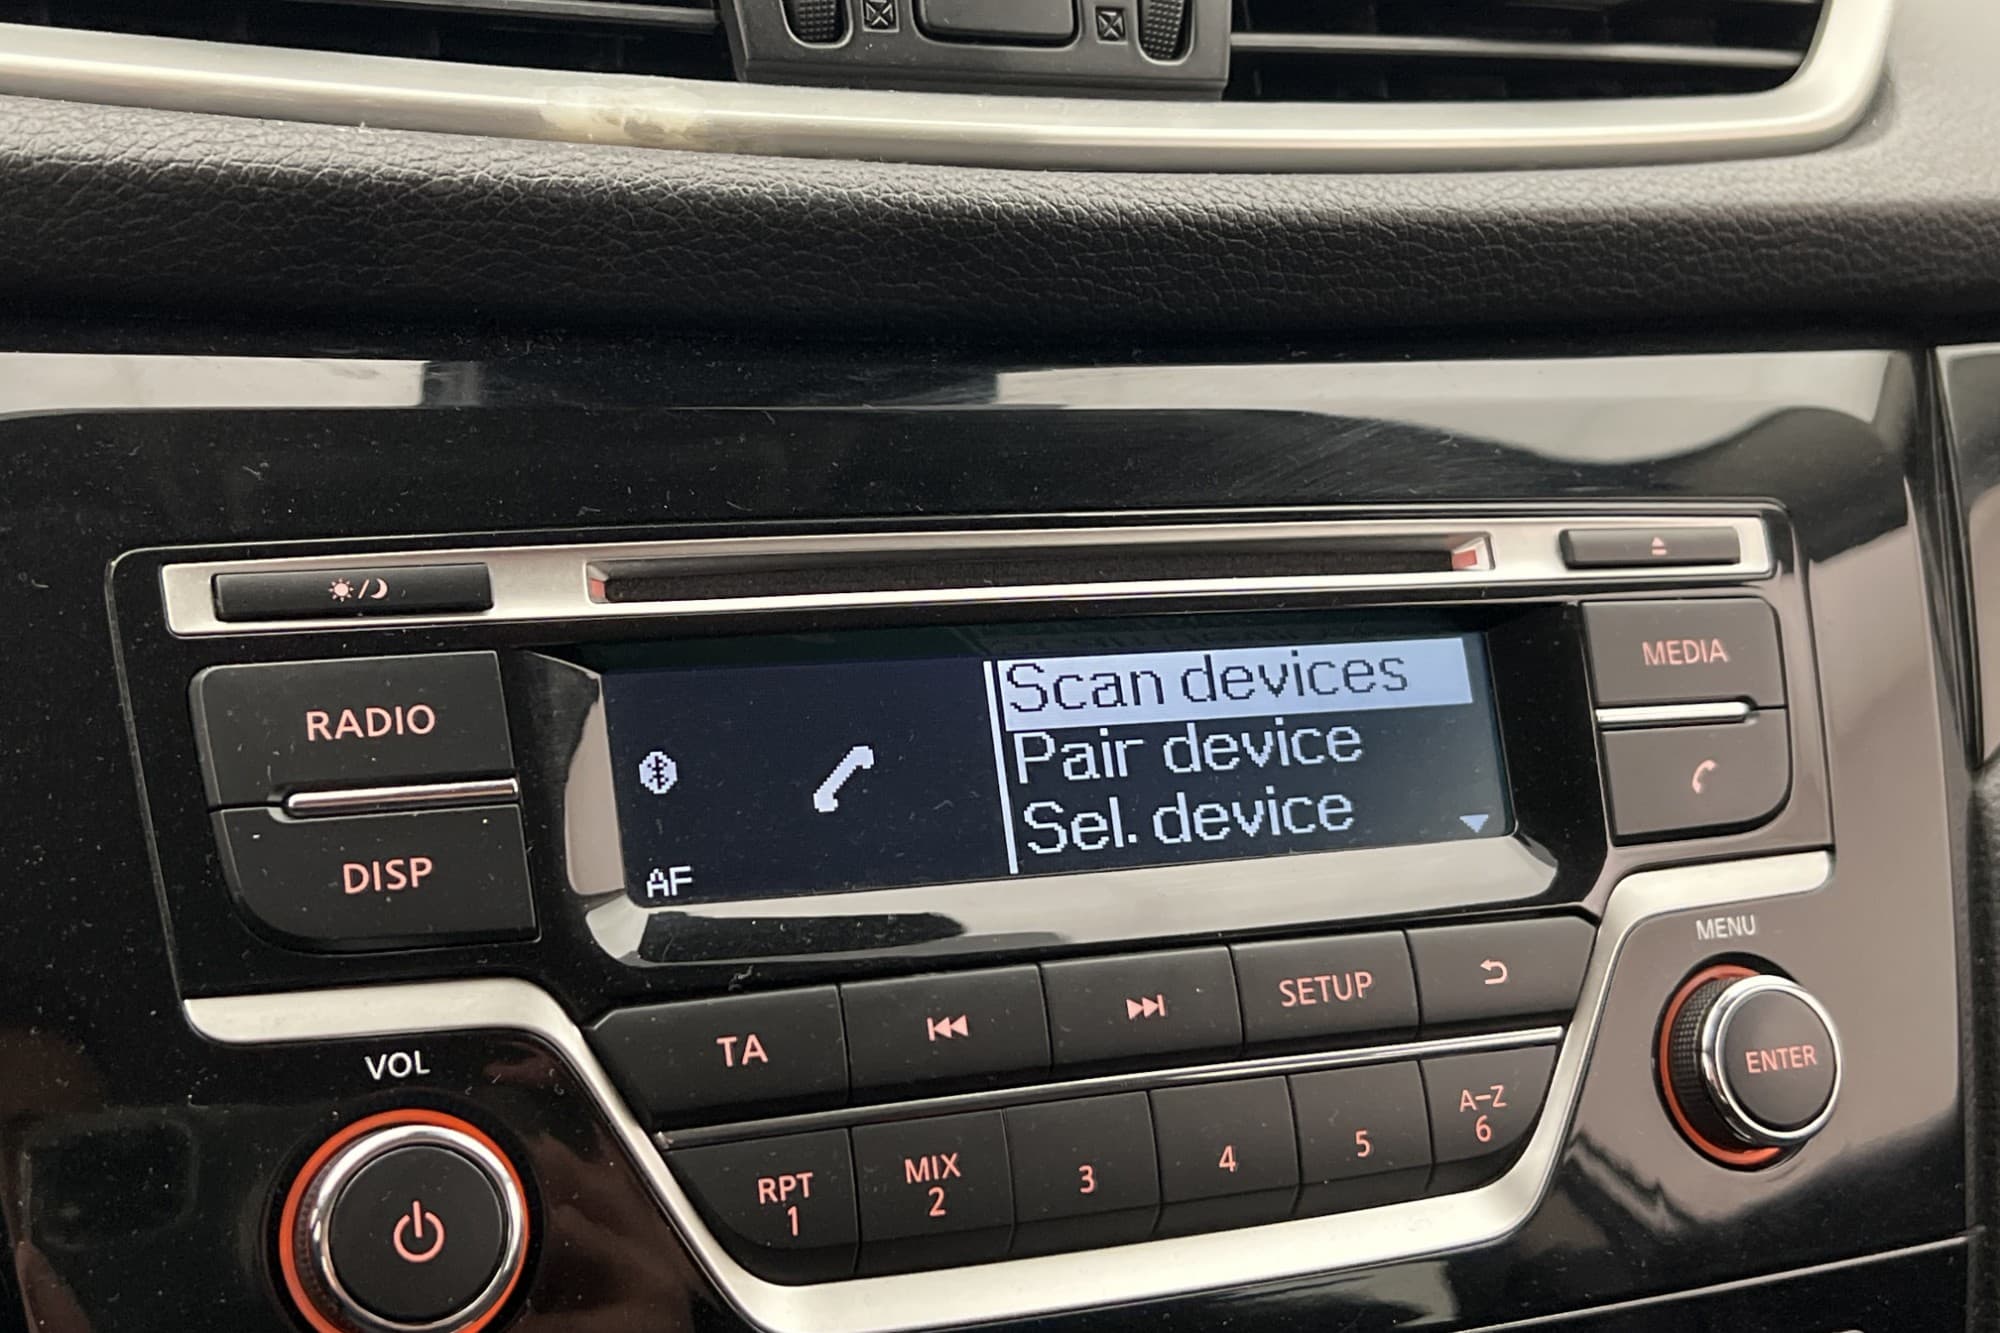 RADIO
DISP
Scan devices
Pair device
Sel. device
AF
MEDIA
MENU
ENTER
VOL
TA
SETUP
RPT
1
MIX
2
3
4
5
A-Z
6